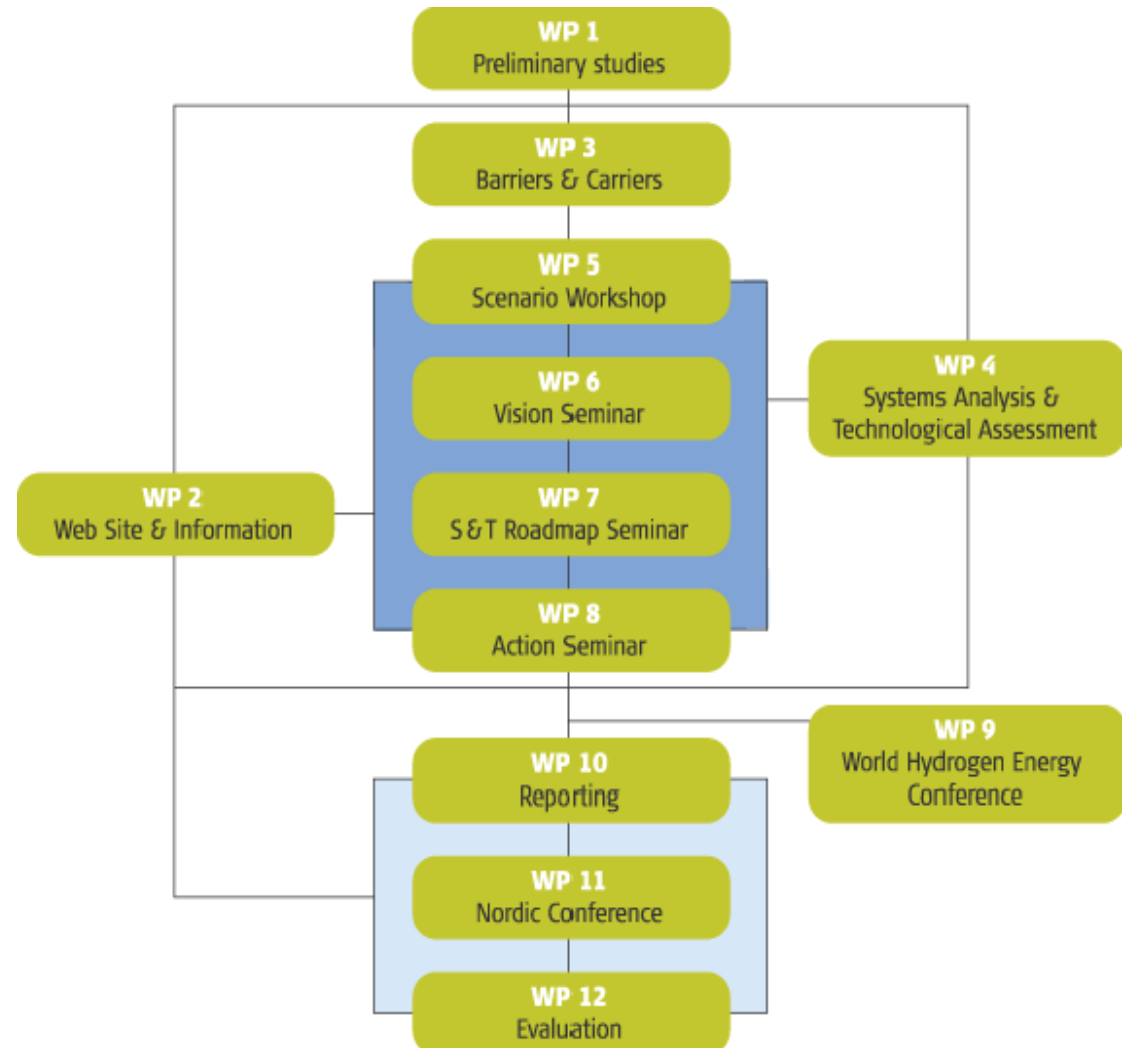 WP 1
Preliminary studies
WP 3
Barriers & Carriers
WP 5
Scenario Workshop
WP 6
Vision Seminar
WP 4
Systems Analysis &
Technological Assessment
WP 2
Web Site & Information
WP 7
S & T Roadmap Seminar
WP 8
Action Seminar
WP 9
World Hydrogen Energy
Conference
WP 10
Reporting
WP 11
Nordic Conference
WP 12
Evaluation